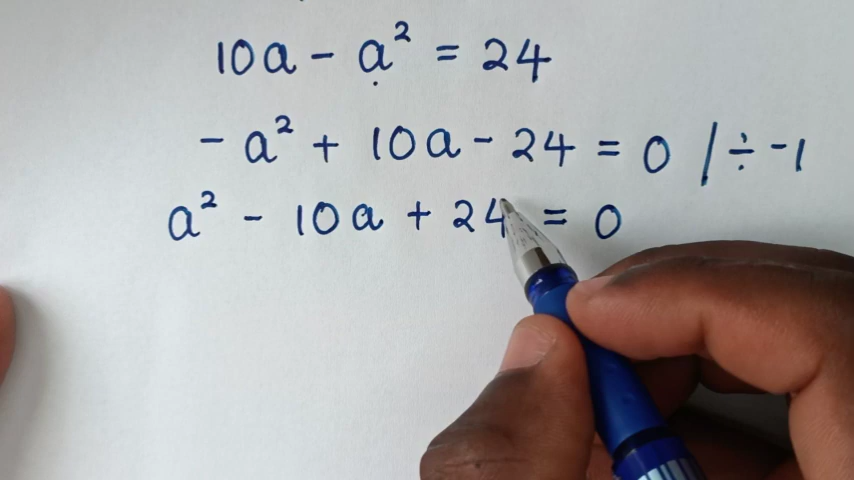 10a - a² = 24
- a² + 10a - 24 = 0 / ÷ -1
a² - 10a + 24 = 0